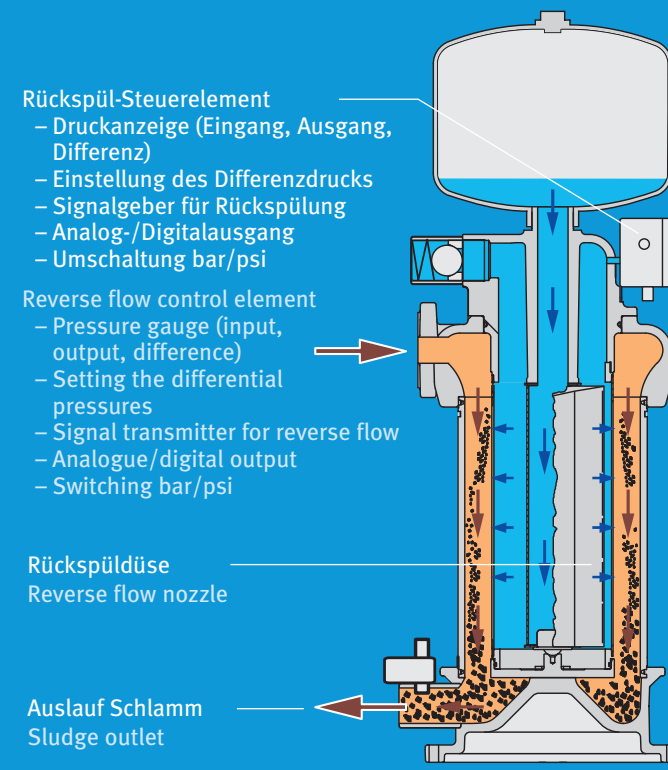 Rückspül-Steuerelement
– Druckanzeige (Eingang, Ausgang,
Differenz)
– Einstellung des Differenzdrucks
– Signalgeber für Rückspülung
– Analog-/Digitalausgang
– Umschaltung bar/psi
Reverse flow control element
– Pressure gauge (input,
output, difference)
– Setting the differential
pressures
– Signal transmitter for reverse flow
– Analogue/digital output
– Switching bar/psi
Rückspüldüse
Reverse flow nozzle
Auslauf Schlamm
Sludge outlet